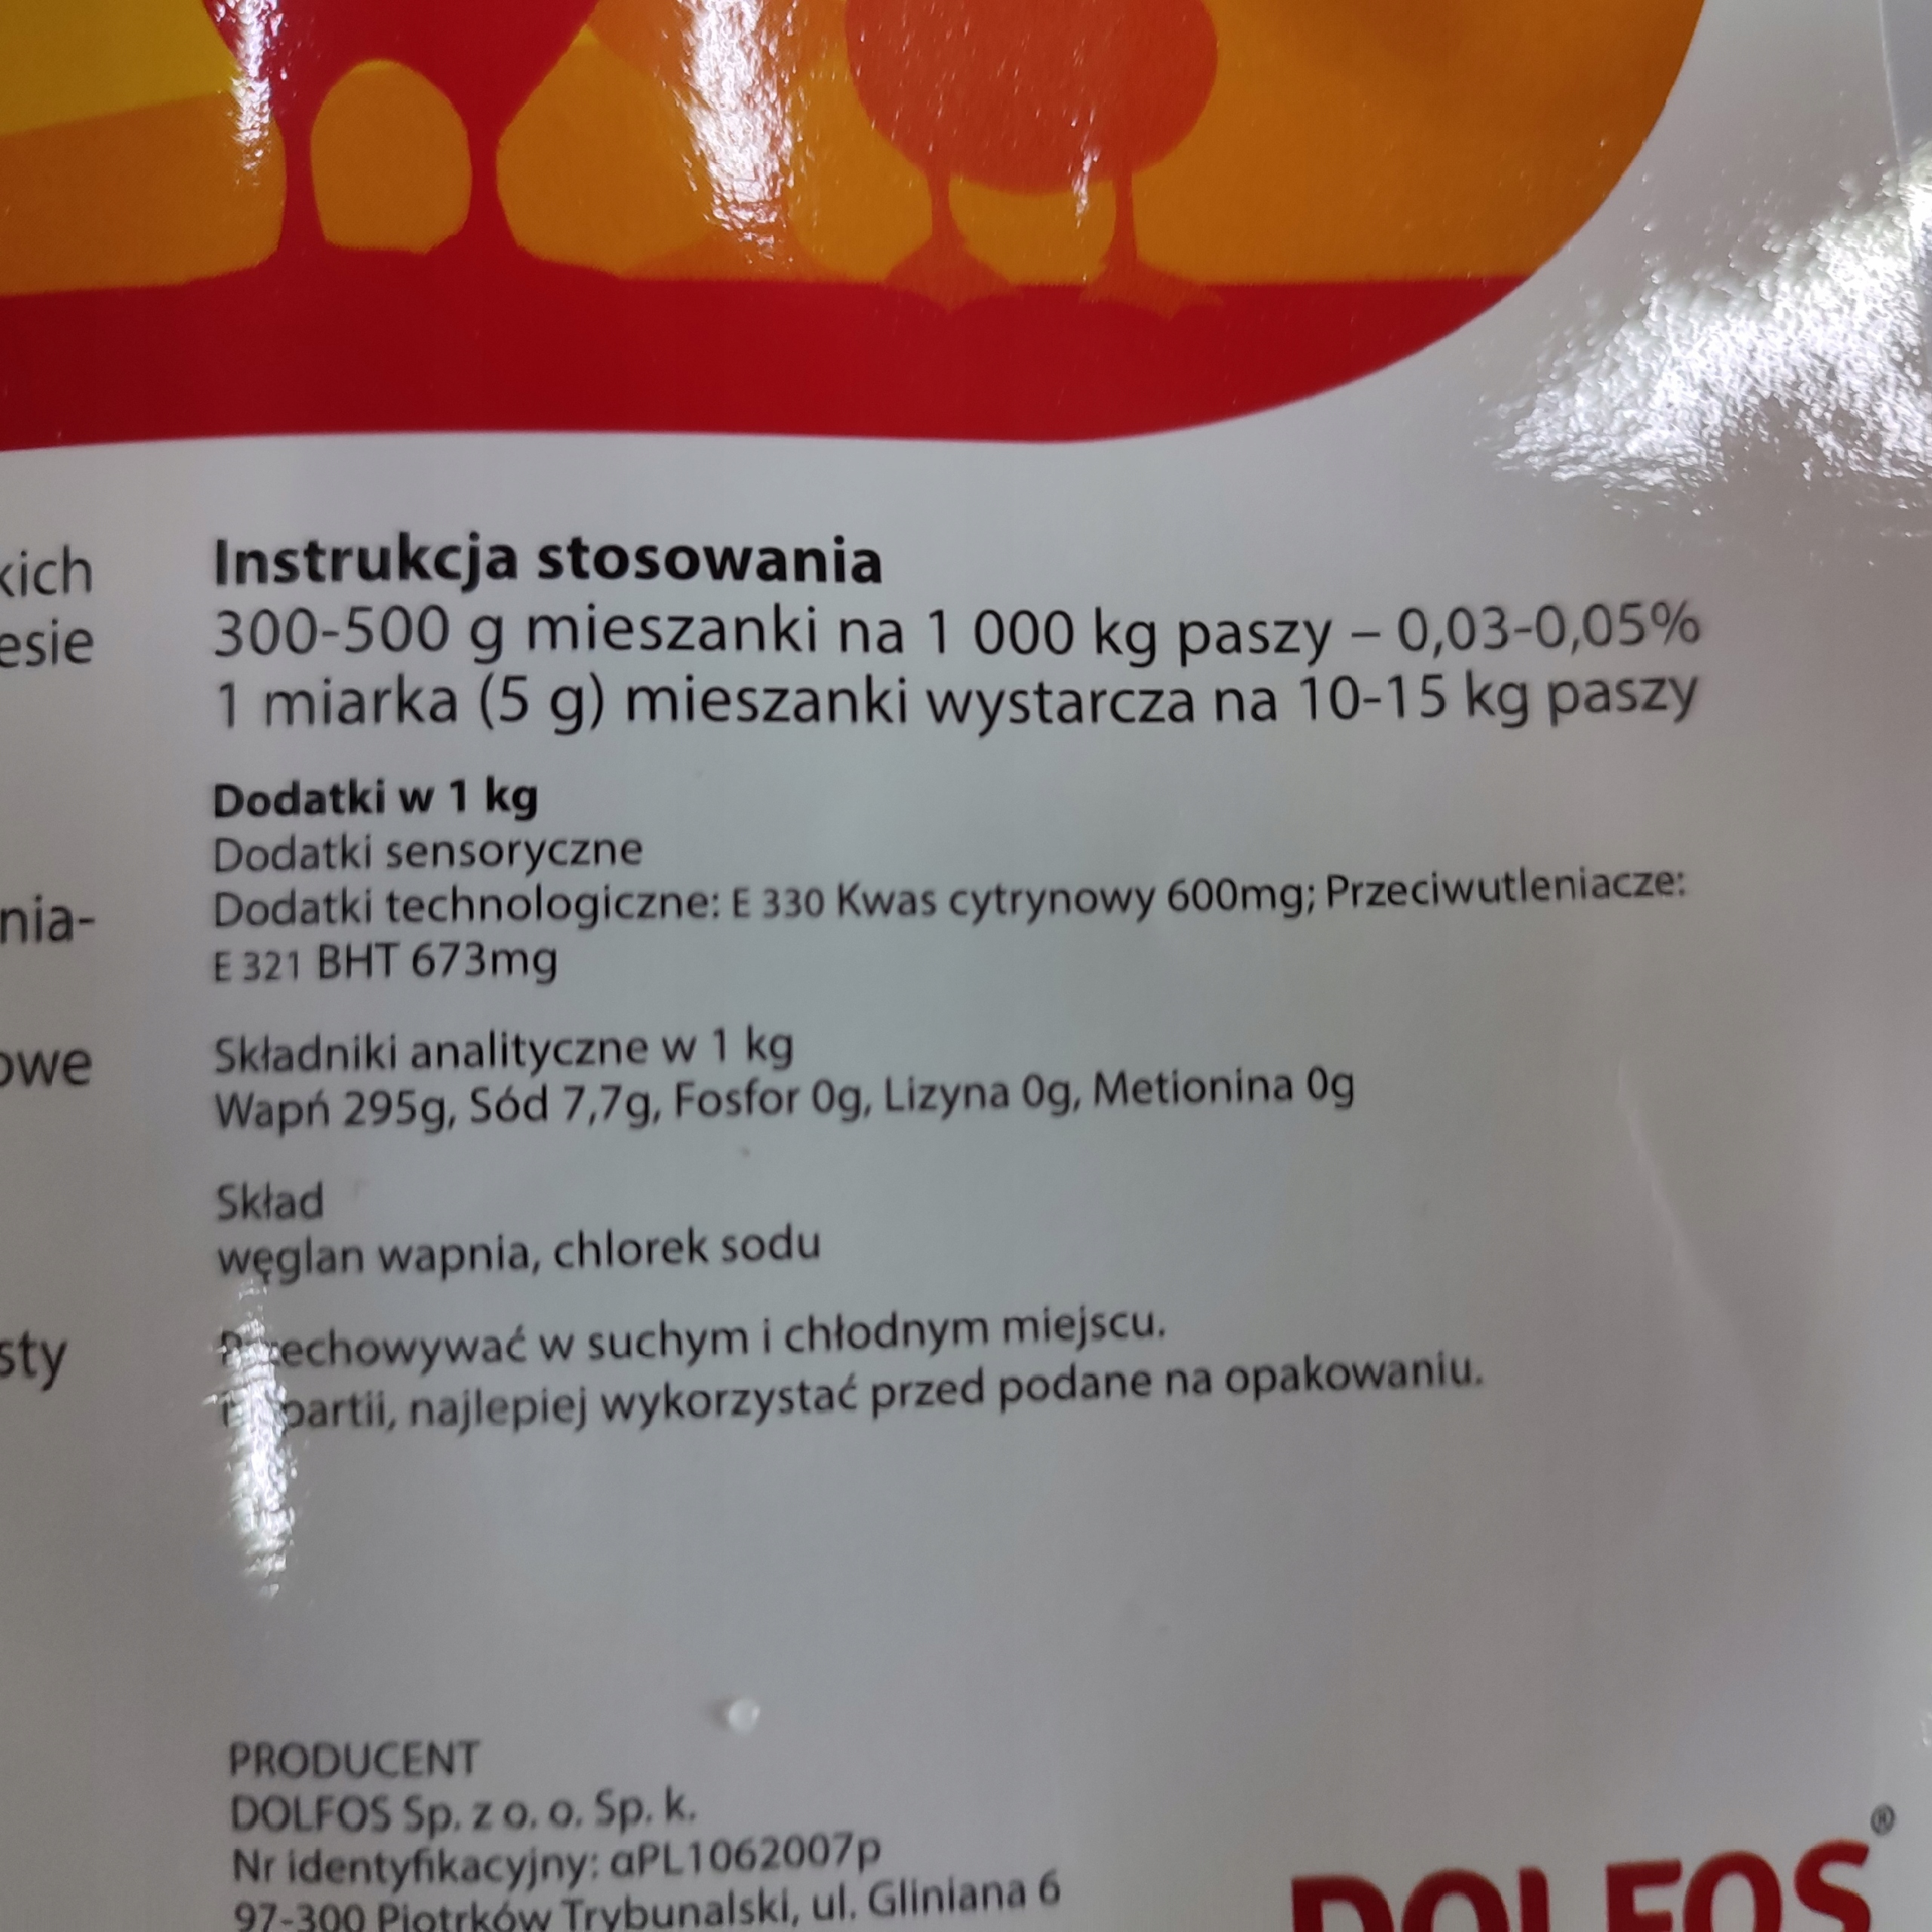 kich
esie
nia-
owe
sty
Instrukcja stosowania
300-500 g mieszanki na 1 000 kg paszy – 0,03-0,05%
1 miarka (5 g) mieszanki wystarcza na 10-15 kg paszy
Dodatki w 1 kg
Dodatki sensoryczne
Dodatki technologiczne: E 330 Kwas cytrynowy 600mg; Przeciwutleniacze:
E 321 BHT 673mg
Składniki analityczne w 1 kg
Wapń 295g, Sód 7,7g, Fosfor 0g, Lizyna 0g, Metionina 0g
Skład
węglan wapnia, chlorek sodu
Przechowywać w suchym i chłodnym miejscu.
partii, najlepiej wykorzystać przed podane na opakowaniu.
PRODUCENT
DOLFOS Sp. z o. o. Sp. k.
Nr identyfikacyjny: αPL1062007p
97-300 Piotrków Trybunalski, ul. Gliniana 6
DOLFOS®